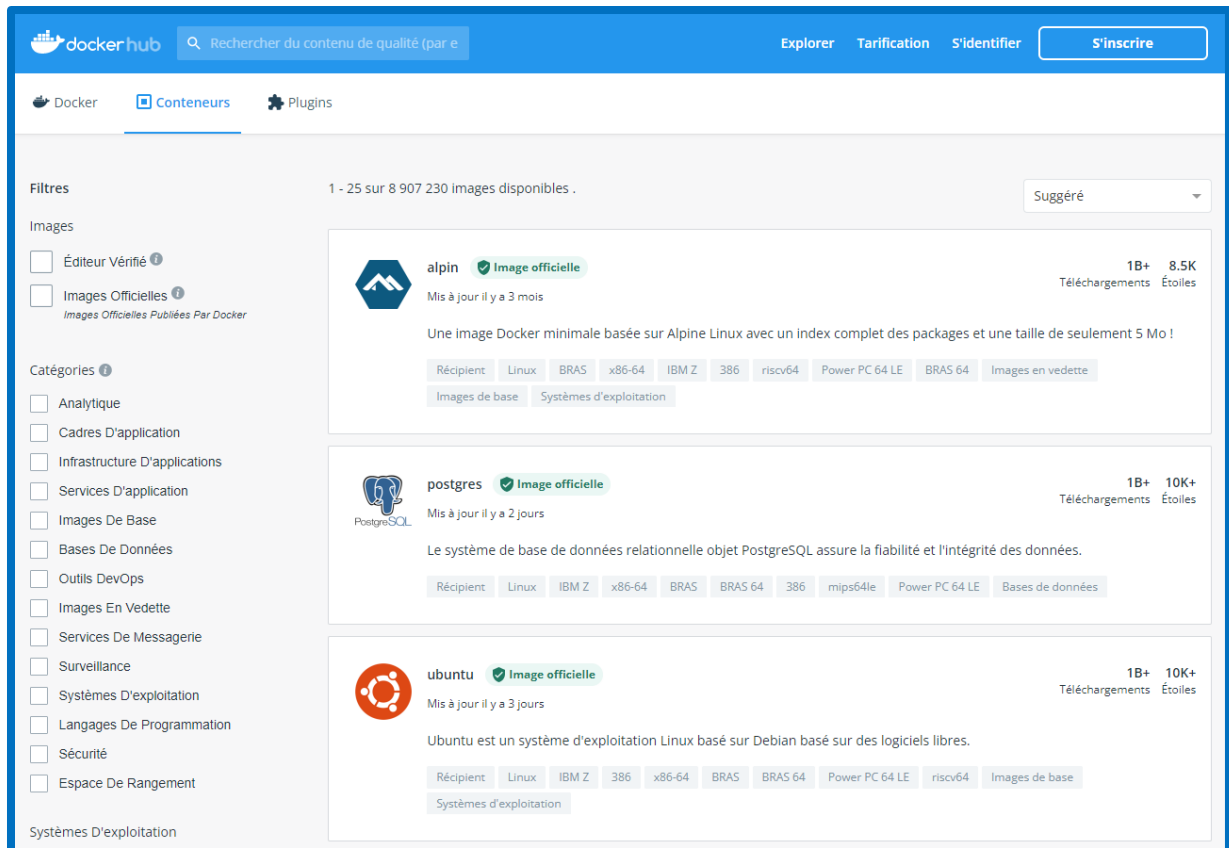 dockerhub Rechercher du contenu de qualité (par e Explorer Tarification S'identifier S'inscrire
Docker Conteneurs Plugins
Filtres
Images
Éditeur Vérifié
Images Officielles
Images Officielles Publiées Par Docker
Catégories
Analytique
Cadres D'application
Infrastructure D'applications
Services D'application
Images De Base
Bases De Données
Outils DevOps
Images En Vedette
Services De Messagerie
Surveillance
Systèmes D'exploitation
Langages De Programmation
Sécurité
Espace De Rangement
Systèmes D'exploitation
1 - 25 sur 8 907 230 images disponibles .
Suggéré
alpin Image officielle
1B+ 8.5K
Téléchargements Étoiles
Mis à jour il y a 3 mois
Une image Docker minimale basée sur Alpine Linux avec un index complet des packages et une taille de seulement 5 Mo !
Récipient Linux BRAS x86-64 IBM Z 386 riscv64 Power PC 64 LE BRAS 64 Images en vedette
Images de base Systèmes d'exploitation
PostgreSQL
postgres Image officielle
1B+ 10K+
Téléchargements Étoiles
Mis à jour il y a 2 jours
Le système de base de données relationnelle objet PostgreSQL assure la fiabilité et l'intégrité des données.
Récipient Linux IBM Z x86-64 BRAS BRAS 64 386 mips64le Power PC 64 LE Bases de données
ubuntu Image officielle
1B+ 10K+
Téléchargements Étoiles
Mis à jour il y a 3 jours
Ubuntu est un système d'exploitation Linux basé sur Debian basé sur des logiciels libres.
Récipient Linux IBM Z 386 x86-64 BRAS BRAS 64 Power PC 64 LE riscv64 Images de base
Systèmes d'exploitation